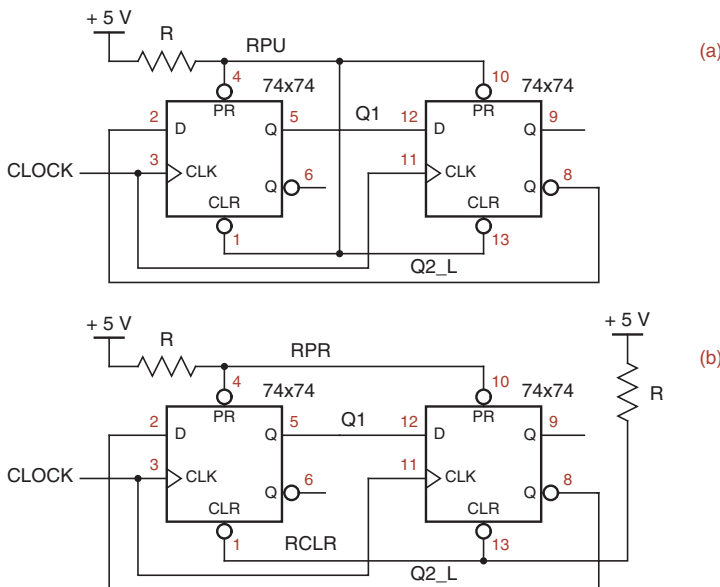 + 5 V
R
RPU
(a)
4
10
74x74
74x74
PR
PR
2
D
Q
5
Q1
12
D
Q
9
CLOCK
3
CLK
6
11
CLK
8
Q
Q
CLR
CLR
1
13
Q2_L
+ 5 V
+ 5 V
R
RPR
(b)
4
10
74x74
74x74
R
PR
PR
2
D
Q
5
Q1
12
D
Q
9
CLOCK
3
CLK
6
11
CLK
8
Q
Q
CLR
CLR
1
RCLR
13
Q2_L